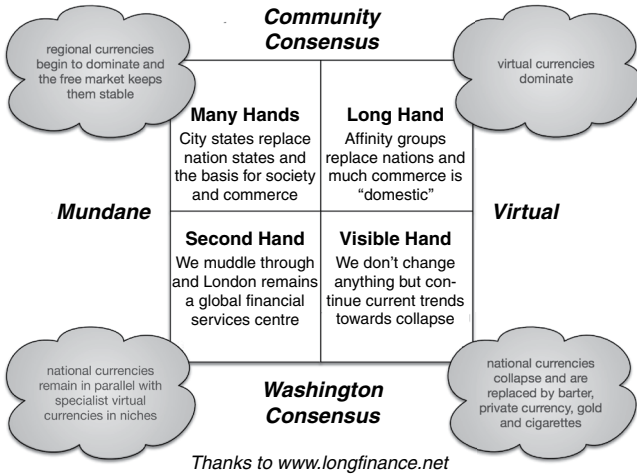 Community
Consensus
regional currencies
begin to dominate and
the free market keeps
them stable
virtual currencies
dominate
Many Hands
City states replace
nation states and
the basis for society
and commerce
Long Hand
Affinity groups
replace nations and
much commerce is
“domestic”
Mundane
Virtual
Second Hand
We muddle through
and London remains
a global financial
services centre
Visible Hand
We don’t change
anything but con-
tinue current trends
towards collapse
national currencies
remain in parallel with
specialist virtual
currencies in niches
Washington
Consensus
national currencies
collapse and are
replaced by barter,
private currency, gold
and cigarettes
Thanks to www.longfinance.net